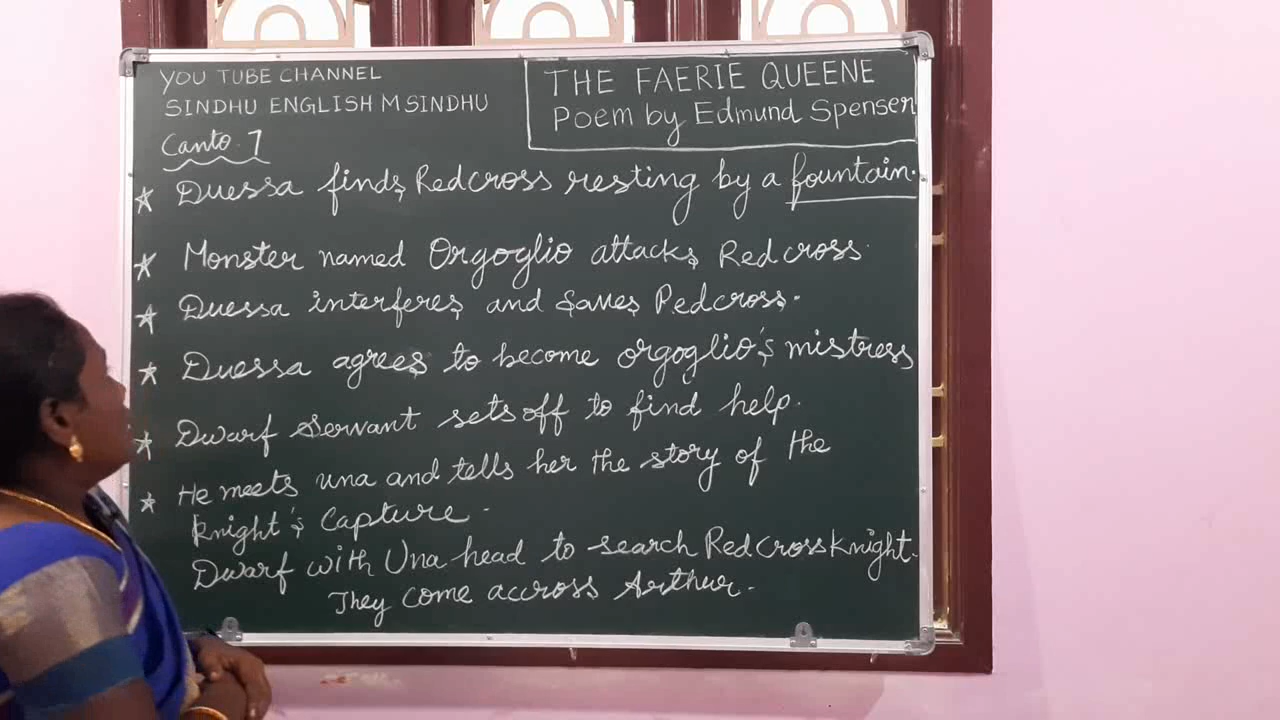 YOU TUBE CHANNEL
SINDHU ENGLISH M SINDHU
THE FAERIE QUEENE
Poem by Edmund Spenser
Canto. 7
* Duessa finds Redcross resting by a fountain.
* Monster named Orgoglio attacks Redcross.
* Duessa interferes and saves Redcross.
* Duessa agrees to become orgoglio's mistress
* Dwarf Servant sets off to find help.
* He meets una and tells her the story of the
Knight's Capture.
Dwarf with Una head to search RedCross Knight.
They come accross Arthur.